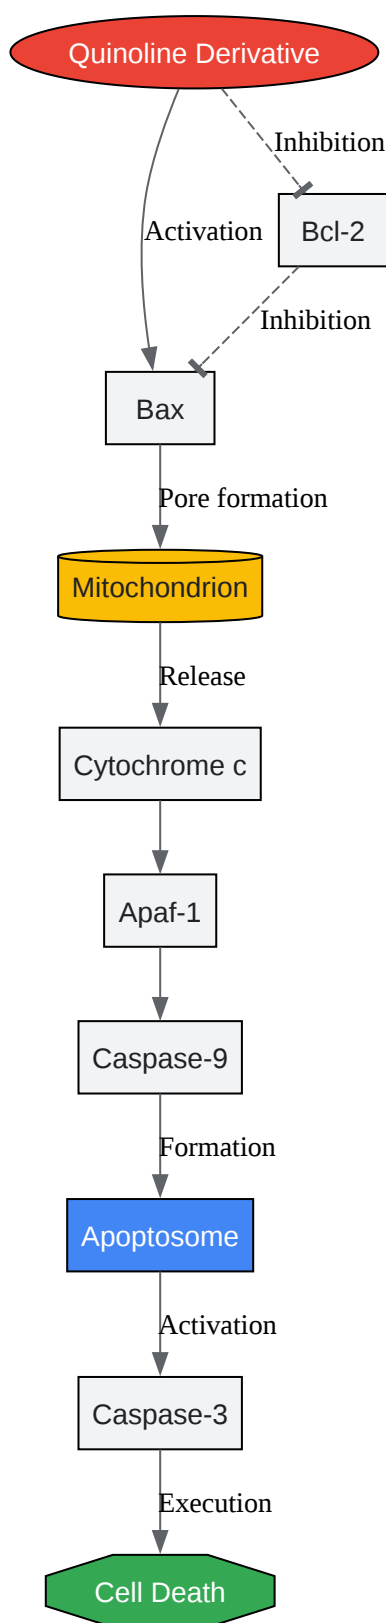 Quinoline Derivative
Inhibition
Activation
Bcl-2
Inhibition
Bax
Pore formation
Mitochondrion
Release
Cytochrome c
Apaf-1
Caspase-9
Formation
Apoptosome
Activation
Caspase-3
Execution
Cell Death